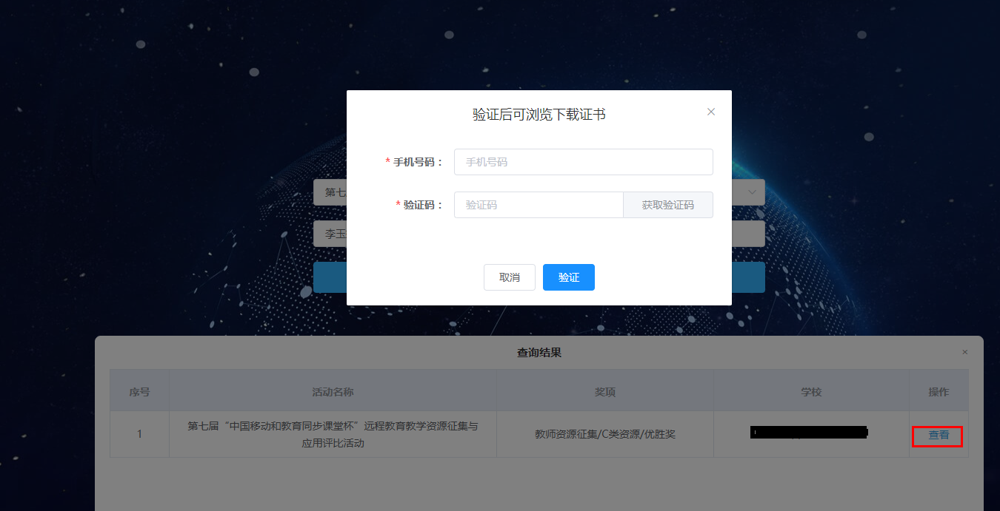 验证后可浏览下载证书
* 手机号码：
手机号码
* 验证码：
验证码
获取验证码
第七
李玉
取消
验证
查询结果
序号 活动名称 奖项 学校 操作
1 第七届“中国移动和教育同步课堂杯”远程教育教学资源征集与 教师资源征集/C类资源/优胜奖 查看
应用评比活动